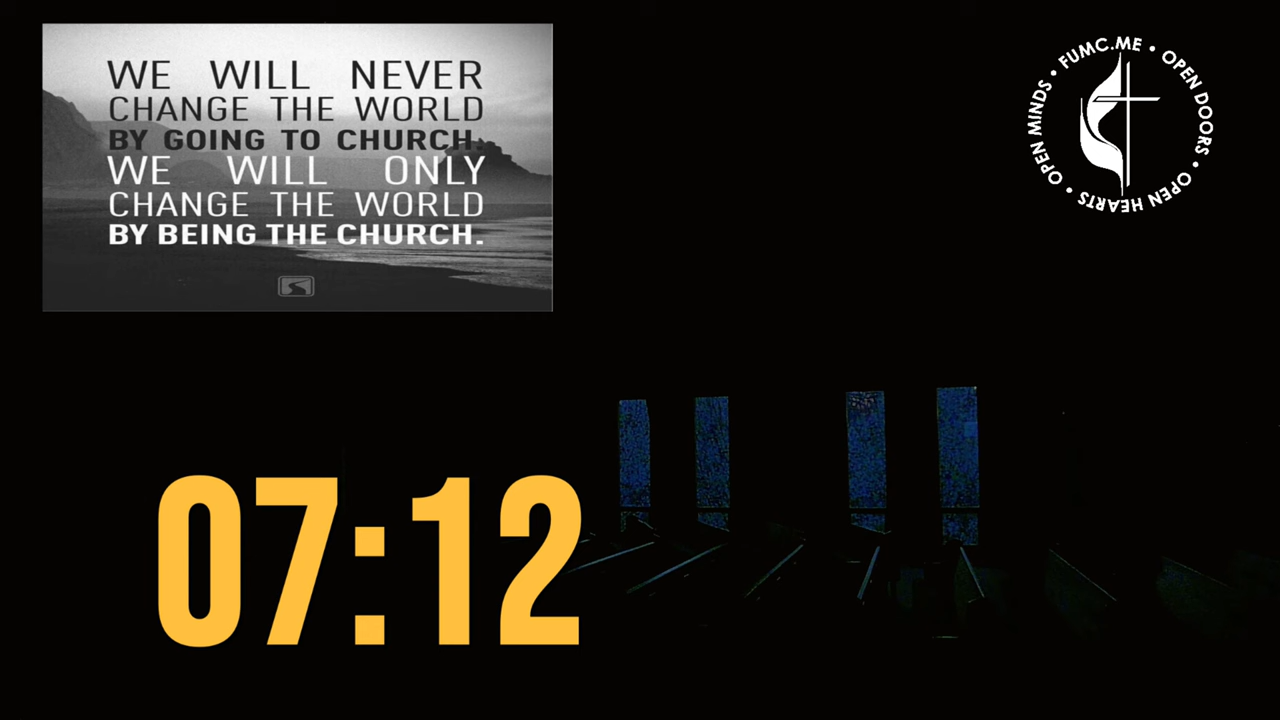 WE WILL NEVER
CHANGE THE WORLD
BY GOING TO CHURCH.
WE WILL ONLY
CHANGE THE WORLD
BY BEING THE CHURCH.
FUMC.ME • OPEN DOORS • OPEN HEARTS • OPEN MINDS •
07:12